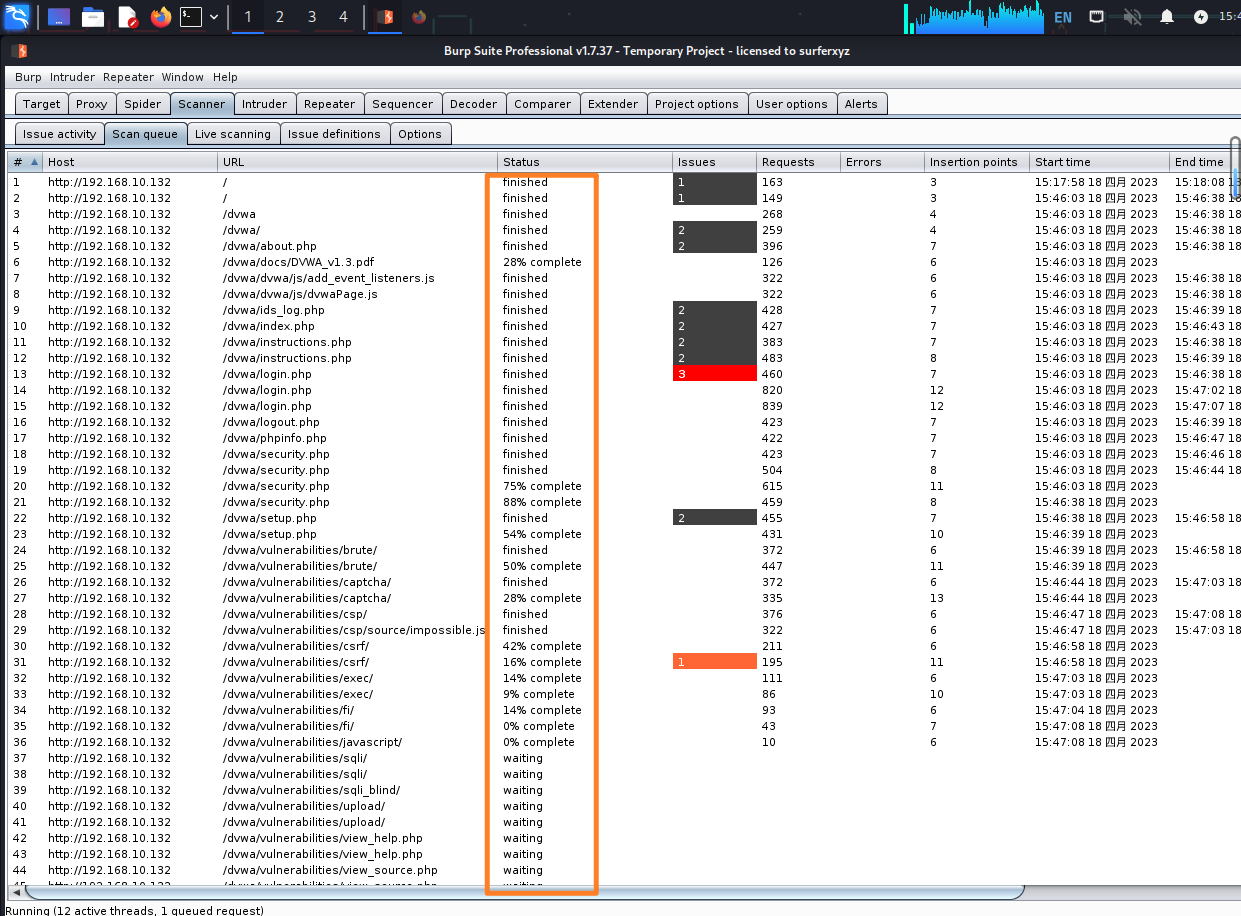 1 2 3 4 EN 15:4
Burp Suite Professional v1.7.37 - Temporary Project - licensed to surferxyz
Burp Intruder Repeater Window Help
Target Proxy Spider Scanner Intruder Repeater Sequencer Decoder Comparer Extender Project options User options Alerts
Issue activity Scan queue Live scanning Issue definitions Options
# Host URL Status Issues Requests Errors Insertion points Start time End time
1 http://192.168.10.132 / finished 1 163 3 15:17:58 18 四月 2023 15:18:08 18
2 http://192.168.10.132 / finished 1 149 3 15:46:03 18 四月 2023 15:46:38 18
3 http://192.168.10.132 /dvwa finished 268 4 15:46:03 18 四月 2023 15:46:38 18
4 http://192.168.10.132 /dvwa/ finished 2 259 4 15:46:03 18 四月 2023 15:46:38 18
5 http://192.168.10.132 /dvwa/about.php finished 2 396 7 15:46:03 18 四月 2023 15:46:38 18
6 http://192.168.10.132 /dvwa/docs/DVWA_v1.3.pdf 28% complete 126 6 15:46:03 18 四月 2023
7 http://192.168.10.132 /dvwa/dvwa/js/add_event_listeners.js finished 322 6 15:46:03 18 四月 2023 15:46:38 18
8 http://192.168.10.132 /dvwa/dvwa/js/dvwaPage.js finished 322 6 15:46:03 18 四月 2023 15:46:38 18
9 http://192.168.10.132 /dvwa/ids_log.php finished 2 428 7 15:46:03 18 四月 2023 15:46:39 18
10 http://192.168.10.132 /dvwa/index.php finished 2 427 7 15:46:03 18 四月 2023 15:46:43 18
11 http://192.168.10.132 /dvwa/instructions.php finished 2 383 7 15:46:03 18 四月 2023 15:46:38 18
12 http://192.168.10.132 /dvwa/instructions.php finished 2 483 8 15:46:03 18 四月 2023 15:46:39 18
13 http://192.168.10.132 /dvwa/login.php finished 3 460 7 15:46:03 18 四月 2023 15:46:38 18
14 http://192.168.10.132 /dvwa/login.php finished 820 12 15:46:03 18 四月 2023 15:47:02 18
15 http://192.168.10.132 /dvwa/login.php finished 839 12 15:46:03 18 四月 2023 15:47:07 18
16 http://192.168.10.132 /dvwa/logout.php finished 423 7 15:46:03 18 四月 2023 15:46:39 18
17 http://192.168.10.132 /dvwa/phpinfo.php finished 422 7 15:46:03 18 四月 2023 15:46:47 18
18 http://192.168.10.132 /dvwa/security.php finished 423 7 15:46:03 18 四月 2023 15:46:46 18
19 http://192.168.10.132 /dvwa/security.php finished 504 8 15:46:03 18 四月 2023 15:46:44 18
20 http://192.168.10.132 /dvwa/security.php 75% complete 615 11 15:46:03 18 四月 2023
21 http://192.168.10.132 /dvwa/security.php 88% complete 459 8 15:46:38 18 四月 2023
22 http://192.168.10.132 /dvwa/setup.php finished 2 455 7 15:46:38 18 四月 2023 15:46:58 18
23 http://192.168.10.132 /dvwa/setup.php 54% complete 431 10 15:46:39 18 四月 2023
24 http://192.168.10.132 /dvwa/vulnerabilities/brute/ finished 372 6 15:46:39 18 四月 2023 15:46:58 18
25 http://192.168.10.132 /dvwa/vulnerabilities/brute/ 50% complete 447 11 15:46:39 18 四月 2023
26 http://192.168.10.132 /dvwa/vulnerabilities/captcha/ finished 372 6 15:46:44 18 四月 2023 15:47:03 18
27 http://192.168.10.132 /dvwa/vulnerabilities/captcha/ 28% complete 335 13 15:46:44 18 四月 2023
28 http://192.168.10.132 /dvwa/vulnerabilities/csp/ finished 376 6 15:46:47 18 四月 2023 15:47:08 18
29 http://192.168.10.132 /dvwa/vulnerabilities/csp/source/impossible.js finished 322 6 15:46:47 18 四月 2023 15:47:03 18
30 http://192.168.10.132 /dvwa/vulnerabilities/csrf/ 42% complete 211 6 15:46:58 18 四月 2023
31 http://192.168.10.132 /dvwa/vulnerabilities/csrf/ 16% complete 1 195 11 15:46:58 18 四月 2023
32 http://192.168.10.132 /dvwa/vulnerabilities/exec/ 14% complete 111 6 15:47:03 18 四月 2023
33 http://192.168.10.132 /dvwa/vulnerabilities/exec/ 9% complete 86 10 15:47:03 18 四月 2023
34 http://192.168.10.132 /dvwa/vulnerabilities/fi/ 14% complete 93 6 15:47:04 18 四月 2023
35 http://192.168.10.132 /dvwa/vulnerabilities/fi/ 0% complete 43 7 15:47:08 18 四月 2023
36 http://192.168.10.132 /dvwa/vulnerabilities/javascript/ 0% complete 10 6 15:47:08 18 四月 2023
37 http://192.168.10.132 /dvwa/vulnerabilities/sqli/ waiting
38 http://192.168.10.132 /dvwa/vulnerabilities/sqli/ waiting
39 http://192.168.10.132 /dvwa/vulnerabilities/sqli_blind/ waiting
40 http://192.168.10.132 /dvwa/vulnerabilities/upload/ waiting
41 http://192.168.10.132 /dvwa/vulnerabilities/upload/ waiting
42 http://192.168.10.132 /dvwa/vulnerabilities/view_help.php waiting
43 http://192.168.10.132 /dvwa/vulnerabilities/view_help.php waiting
44 http://192.168.10.132 /dvwa/vulnerabilities/view_source.php waiting
Running (12 active threads, 1 queued request)